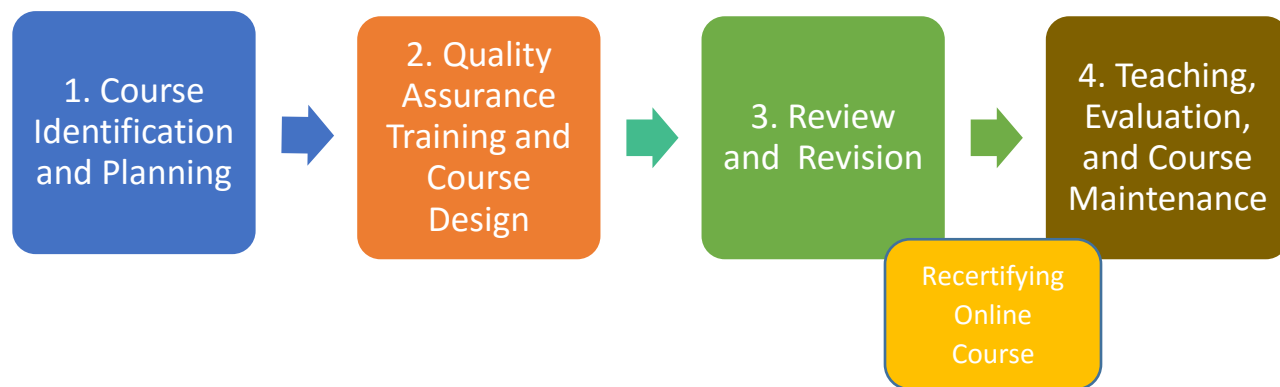 1. Course
Identification
and Planning
2. Quality
Assurance
Training and
Course
Design
3. Review
and Revision
4. Teaching,
Evaluation,
and Course
Maintenance
Recertifying
Online
Course